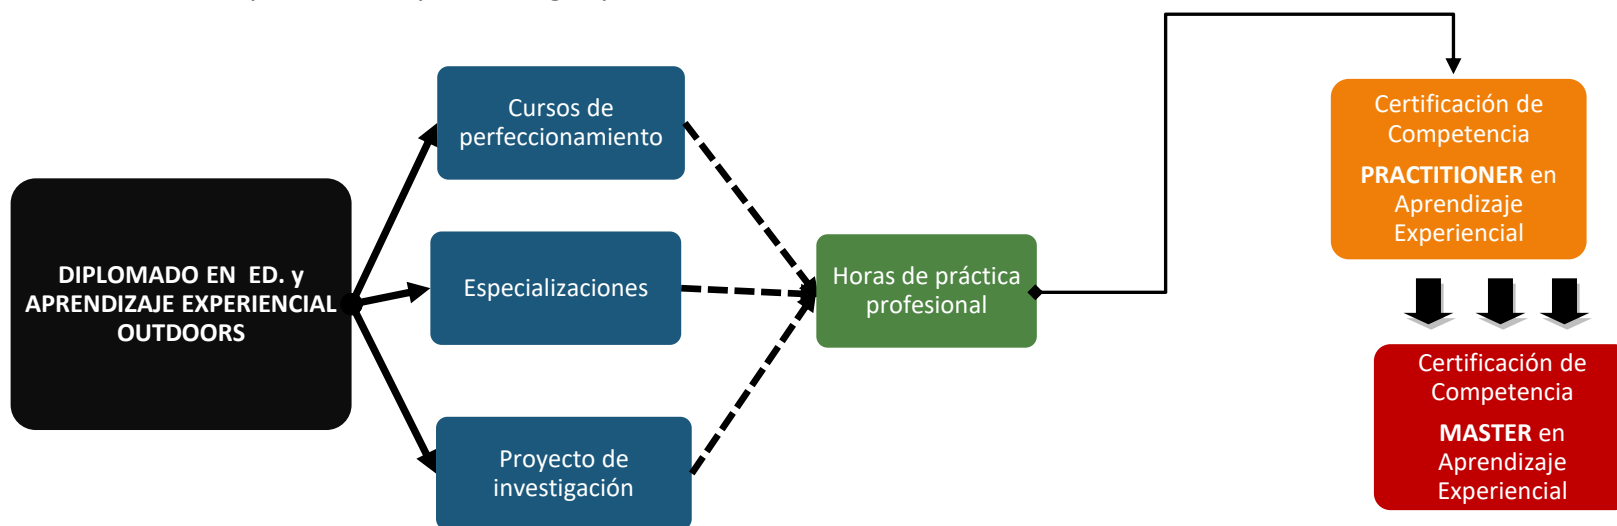 DIPLOMADO EN ED. y
APRENDIZAJE EXPERIENCIAL
OUTDOORS
Cursos de
perfeccionamiento
Especializaciones
Proyecto de
investigación
Horas de práctica
profesional
Certificación de
Competencia
PRACTITIONER en
Aprendizaje
Experiencial
Certificación de
Competencia
MASTER en
Aprendizaje
Experiencial